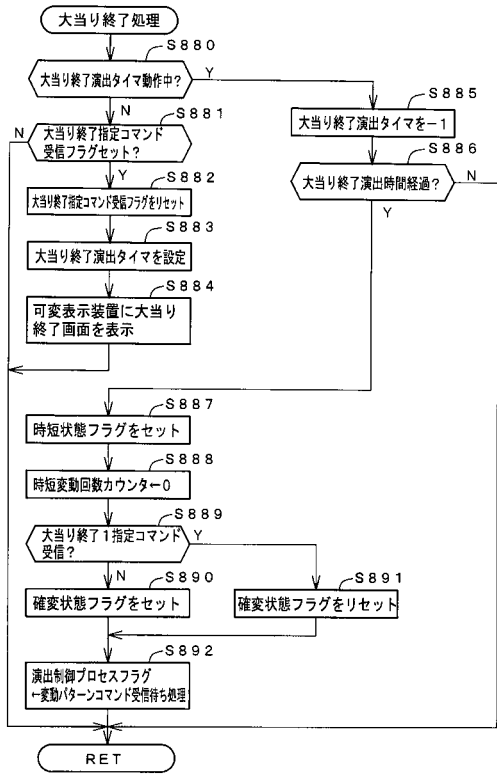 大当り終了処理
S880
大当り終了演出タイマ動作中?
Y
N
S881
N
大当り終了指定コマンド
受信フラグセット?
Y
S882
大当り終了指定コマンド受信フラグをリセット
S883
大当り終了演出タイマを設定
S884
可変表示装置に大当り
終了画面を表示
S885
大当り終了演出タイマを−1
S886
大当り終了演出時間経過?
N
Y
S887
時短状態フラグをセット
S888
時短変動回数カウンタ←0
S889
大当り終了1指定コマンド
受信?
Y
N
S890
確変状態フラグをセット
S891
確変状態フラグをリセット
S892
演出制御プロセスフラグ
←変動パターンコマンド受信待ち処理
RET